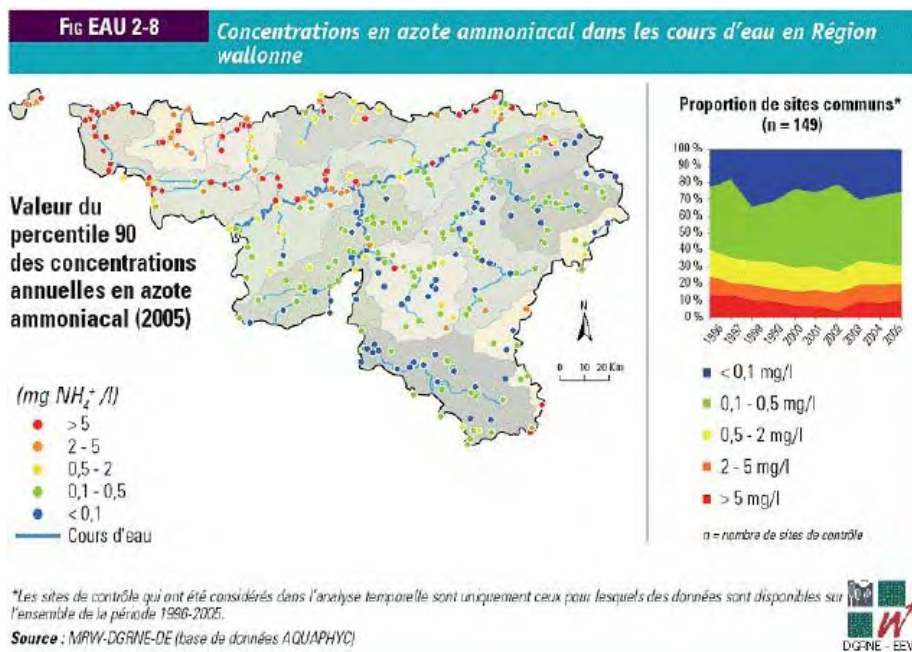 FIG EAU 2-8
Concentrations en azote ammoniacal dans les cours d'eau en Région
wallonne
Valeur du
percentile 90
des concentrations
annuelles en azote
ammoniacal (2005)
(mg NH₄⁺ /l)
> 5
2 - 5
0,5 - 2
0,1 - 0,5
< 0,1
Cours d'eau
N
0 10 20 Km
Proportion de sites communs*
(n = 149)
100 %
90 %
80 %
70 %
60 %
50 %
40 %
30 %
20 %
10 %
0 %
1996
1997
1998
1999
2000
2001
2002
2003
2004
2005
< 0,1 mg/l
0,1 - 0,5 mg/l
0,5 - 2 mg/l
2 - 5 mg/l
> 5 mg/l
n = nombre de sites de contrôle
*Les sites de contrôle qui ont été considérés dans l'analyse temporelle sont uniquement ceux pour lesquels des données sont disponibles sur
l'ensemble de la période 1996-2005.
Source : MRW-DGRNE-DE (base de données AQUAPHYC)
DGRNE - EEW